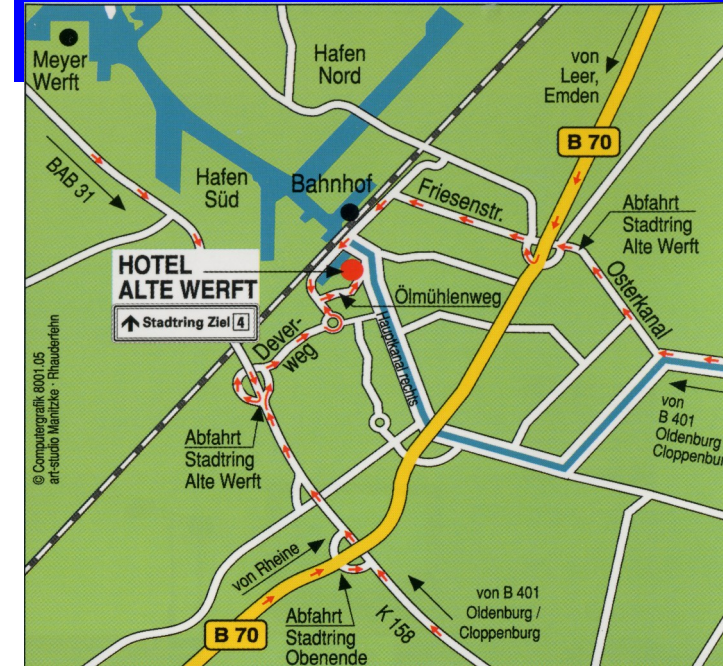 Meyer
Werft
Hafen
Nord
von
Leer,
Emden
B 70
BAB 31
Hafen
Süd
Bahnhof
Friesenstr.
Abfahrt
Stadtring
Alte Werft
HOTEL
ALTE WERFT
Stadtring Ziel 4
Ölmühlenweg
Osterkanal
Dever-
weg
Hauptkanal rechts
von
B 401
Oldenburg
Cloppenbur
© Computergrafik 8001.05
art-studio Manitzke · Rhauderfehn
Abfahrt
Stadtring
Alte Werft
von Rheine
von B 401
Oldenburg /
Cloppenburg
K 158
Abfahrt
Stadtring
Obenende
B 70